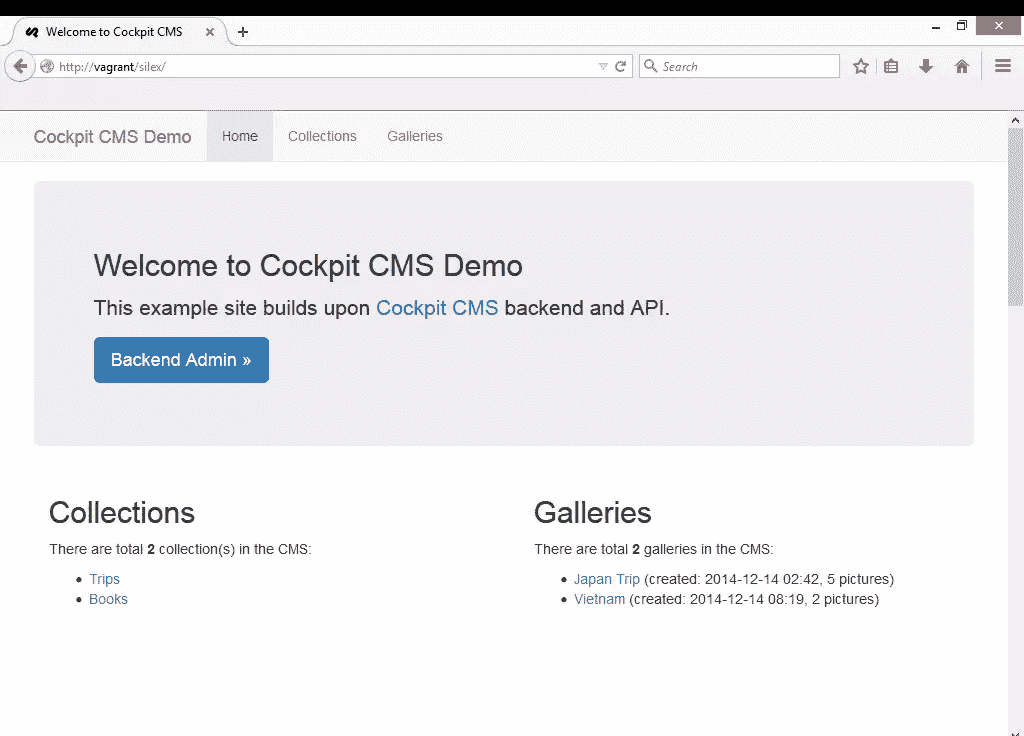 Welcome to Cockpit CMS
http://vagrant/silex/
Search
Cockpit CMS Demo
Home
Collections
Galleries
Welcome to Cockpit CMS Demo
This example site builds upon Cockpit CMS backend and API.
Backend Admin »
Collections
There are total 2 collection(s) in the CMS:
Trips
Books
Galleries
There are total 2 galleries in the CMS:
Japan Trip (created: 2014-12-14 02:42, 5 pictures)
Vietnam (created: 2014-12-14 08:19, 2 pictures)